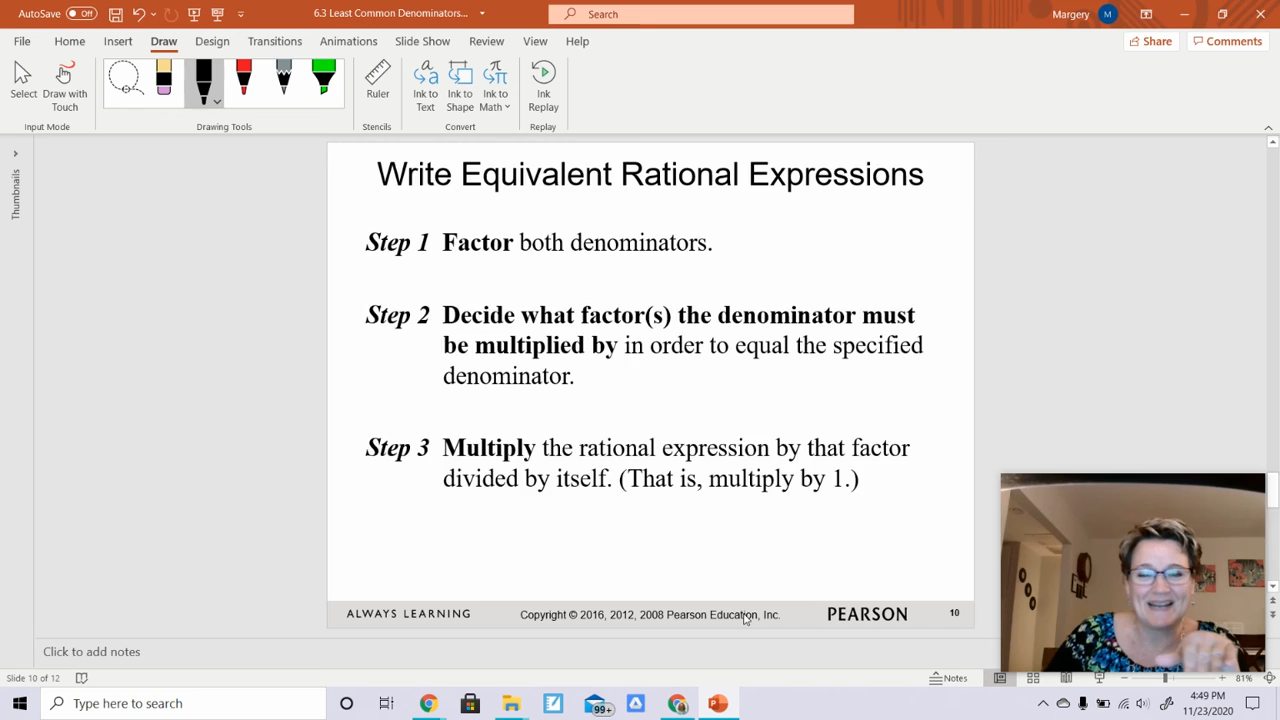 AutoSave Off 6.3 Least Common Denominators... Search Margery M
File Home Insert Draw Design Transitions Animations Slide Show Review View Help Share Comments
Select Draw with Touch Ruler Ink to Text Ink to Shape Ink to Math Ink Replay
Input Mode Drawing Tools Stencils Convert Replay
Thumbnails
Write Equivalent Rational Expressions
Step 1 Factor both denominators.
Step 2 Decide what factor(s) the denominator must
be multiplied by in order to equal the specified
denominator.
Step 3 Multiply the rational expression by that factor
divided by itself. (That is, multiply by 1.)
ALWAYS LEARNING Copyright © 2016, 2012, 2008 Pearson Education, Inc. PEARSON 10
Click to add notes
Slide 10 of 12 Notes 81%
Type here to search 99+ 4:49 PM
11/23/2020